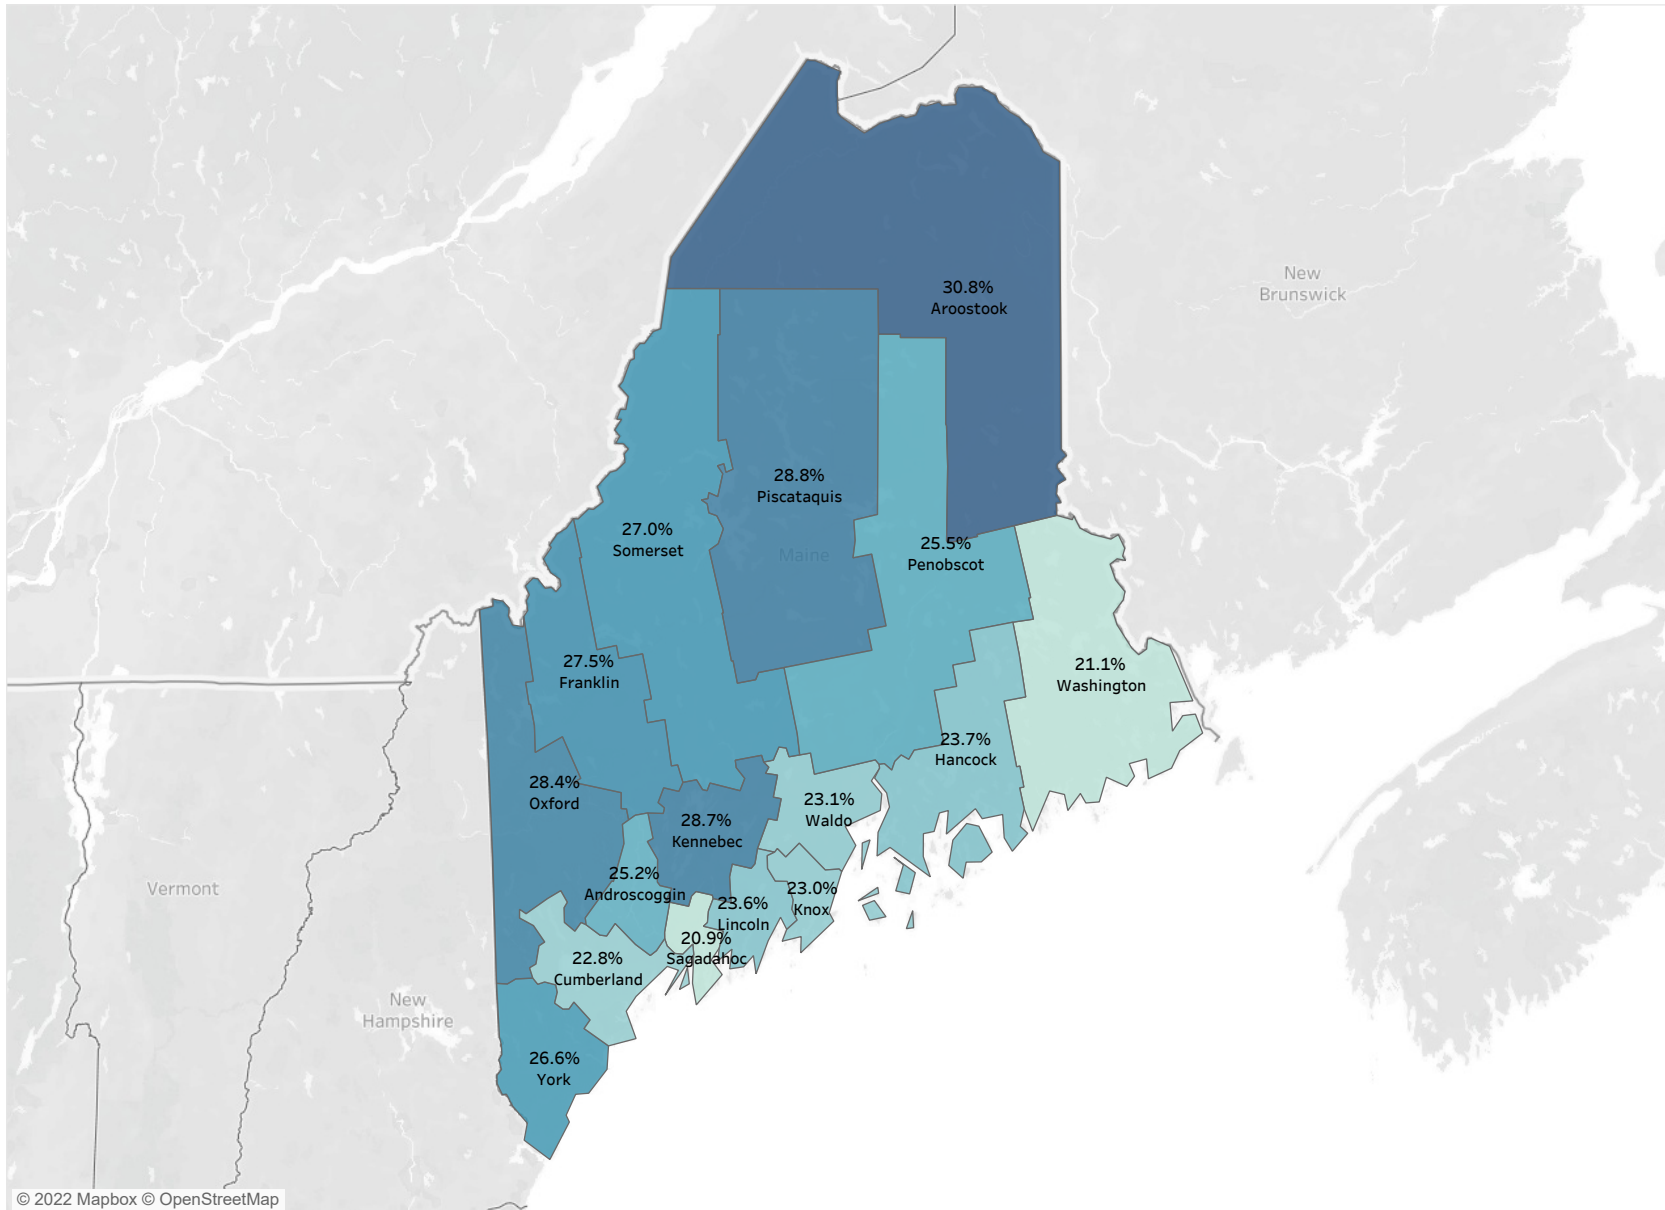 30.8%
Aroostook
New
Brunswick
28.8%
Piscataquis
27.0%
Somerset
25.5%
Penobscot
Maine
27.5%
Franklin
21.1%
Washington
23.7%
Hancock
28.4%
Oxford
23.1%
Waldo
28.7%
Kennebec
25.2%
Androscoggin
23.0%
Knox
23.6%
Lincoln
Vermont
20.9%
Sagadahoc
22.8%
Cumberland
New
Hampshire
26.6%
York
© 2022 Mapbox © OpenStreetMap